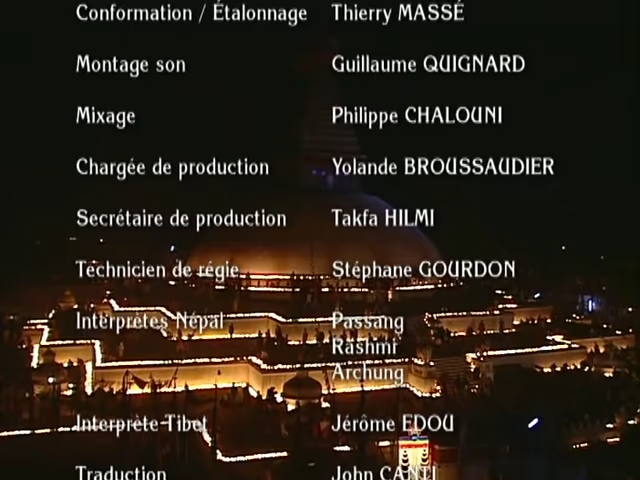 Conformation / Étalonnage Thierry MASSÉ
Montage son Guillaume QUIGNARD
Mixage Philippe CHALOUNI
Chargée de production Yolande BROUSSAUDIER
Secrétaire de production Takfa HILMI
Technicien de régie Stéphane GOURDON
Interprètes Népal Passang
Rashmi
Archung
Interprète Tibet Jérôme EDOU
Traduction John CANTI